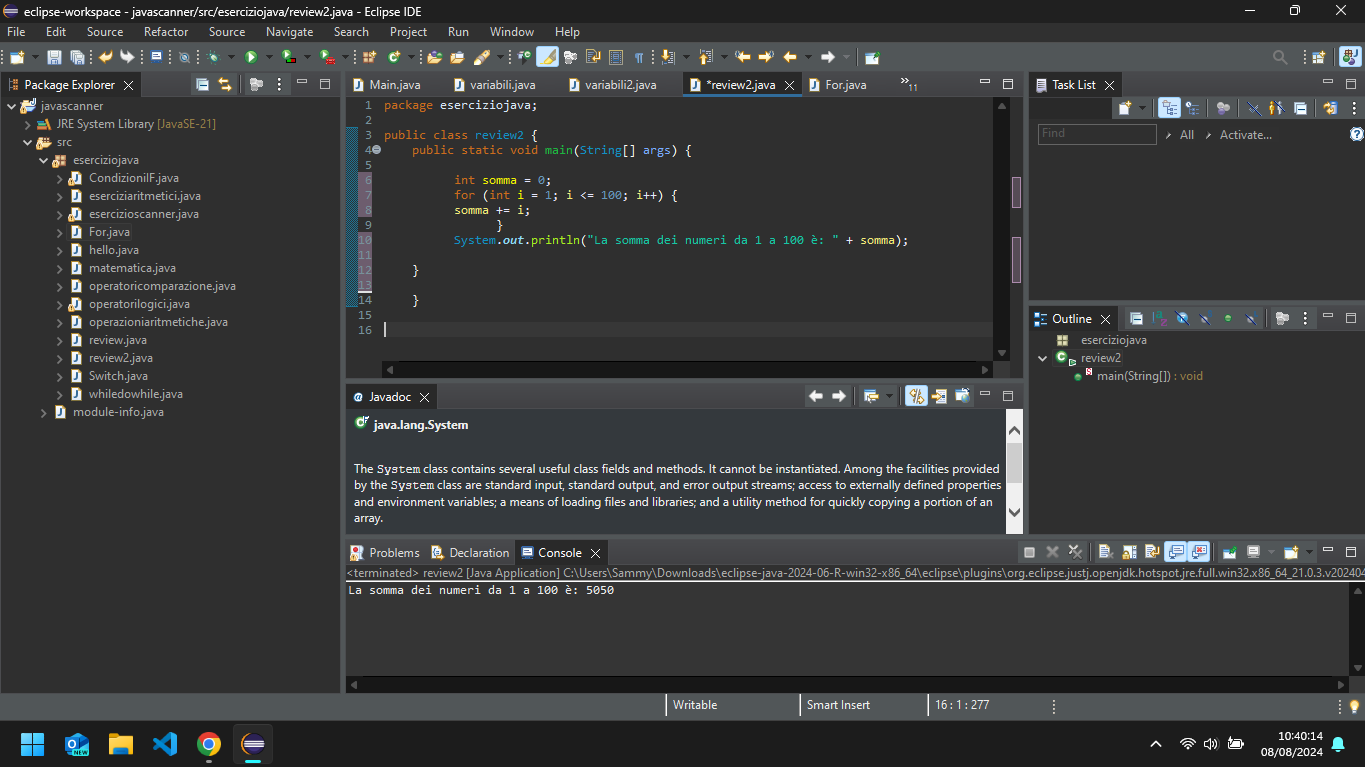 eclipse-workspace - javascanner/src/eserciziojava/review2.java - Eclipse IDE
File Edit Source Refactor Source Navigate Search Project Run Window Help
Package Explorer
javascanner
JRE System Library [JavaSE-21]
src
eserciziojava
CondizionilF.java
eserciziaritmetici.java
esercizioscanner.java
For.java
hello.java
matematica.java
operatoricomparazione.java
operatorilogici.java
operazioniaritmetiche.java
review.java
review2.java
Switch.java
whiledowhile.java
module-info.java
Main.java variabili.java variabili2.java *review2.java For.java »11
1 package eserciziojava;
2
3 public class review2 {
4 public static void main(String[] args) {
5
6 int somma = 0;
7 for (int i = 1; i <= 100; i++) {
8 somma += i;
9 }
10 System.out.println("La somma dei numeri da 1 a 100 è: " + somma);
11
12 }
13
14 }
15
16
Javadoc
java.lang.System
The System class contains several useful class fields and methods. It cannot be instantiated. Among the facilities provided
by the System class are standard input, standard output, and error output streams; access to externally defined properties
and environment variables; a means of loading files and libraries; and a utility method for quickly copying a portion of an
array.
Task List
Find All Activate...
Outline
eserciziojava
review2
main(String[]) : void
Problems Declaration Console
<terminated> review2 [Java Application] C:\Users\Sammy\Downloads\eclipse-java-2024-06-R-win32-x86_64\eclipse\plugins\org.eclipse.justj.openjdk.hotspot.jre.full.win32.x86_64_21.0.3.v202404
La somma dei numeri da 1 a 100 è: 5050
Writable Smart Insert 16 : 1 : 277
10:40:14
08/08/2024